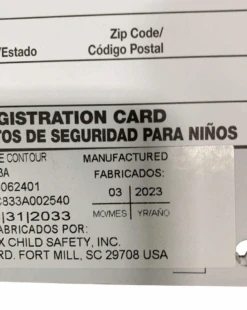 Zip Code/
/Estado Código Postal
GISTRATION CARD
TOS DE SEGURIDAD PARA NIÑOS
E CONTOUR MANUFACTURED
BA FABRICADOS:
062401 03 | 2023
C833A002540 MO/MES | YR/AÑO
|31|2033
ABRICADOS POR:
X CHILD SAFETY, INC.
RD. FORT MILL, SC 29708 USA